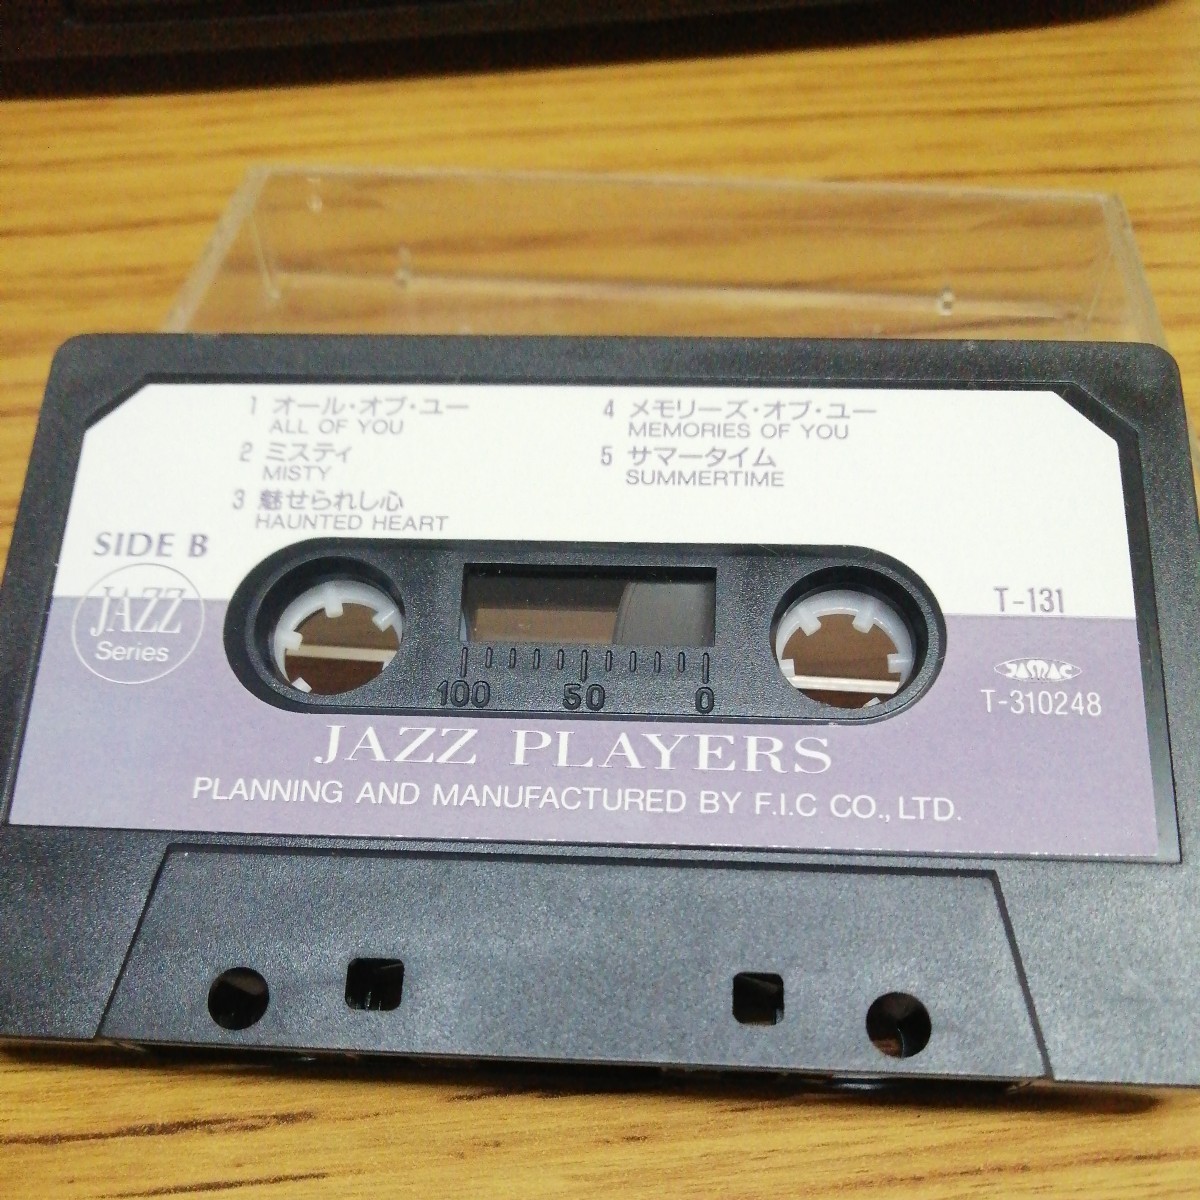 1 オール・オブ・ユー
ALL OF YOU
2 ミスティ
MISTY
3 魅せられし心
HAUNTED HEART
4 メモリーズ・オブ・ユー
MEMORIES OF YOU
5 サマータイム
SUMMERTIME
SIDE B
JAZZ
Series
T-131
JASRAC
T-310248
100 50 0
JAZZ PLAYERS
PLANNING AND MANUFACTURED BY F.I.C CO., LTD.